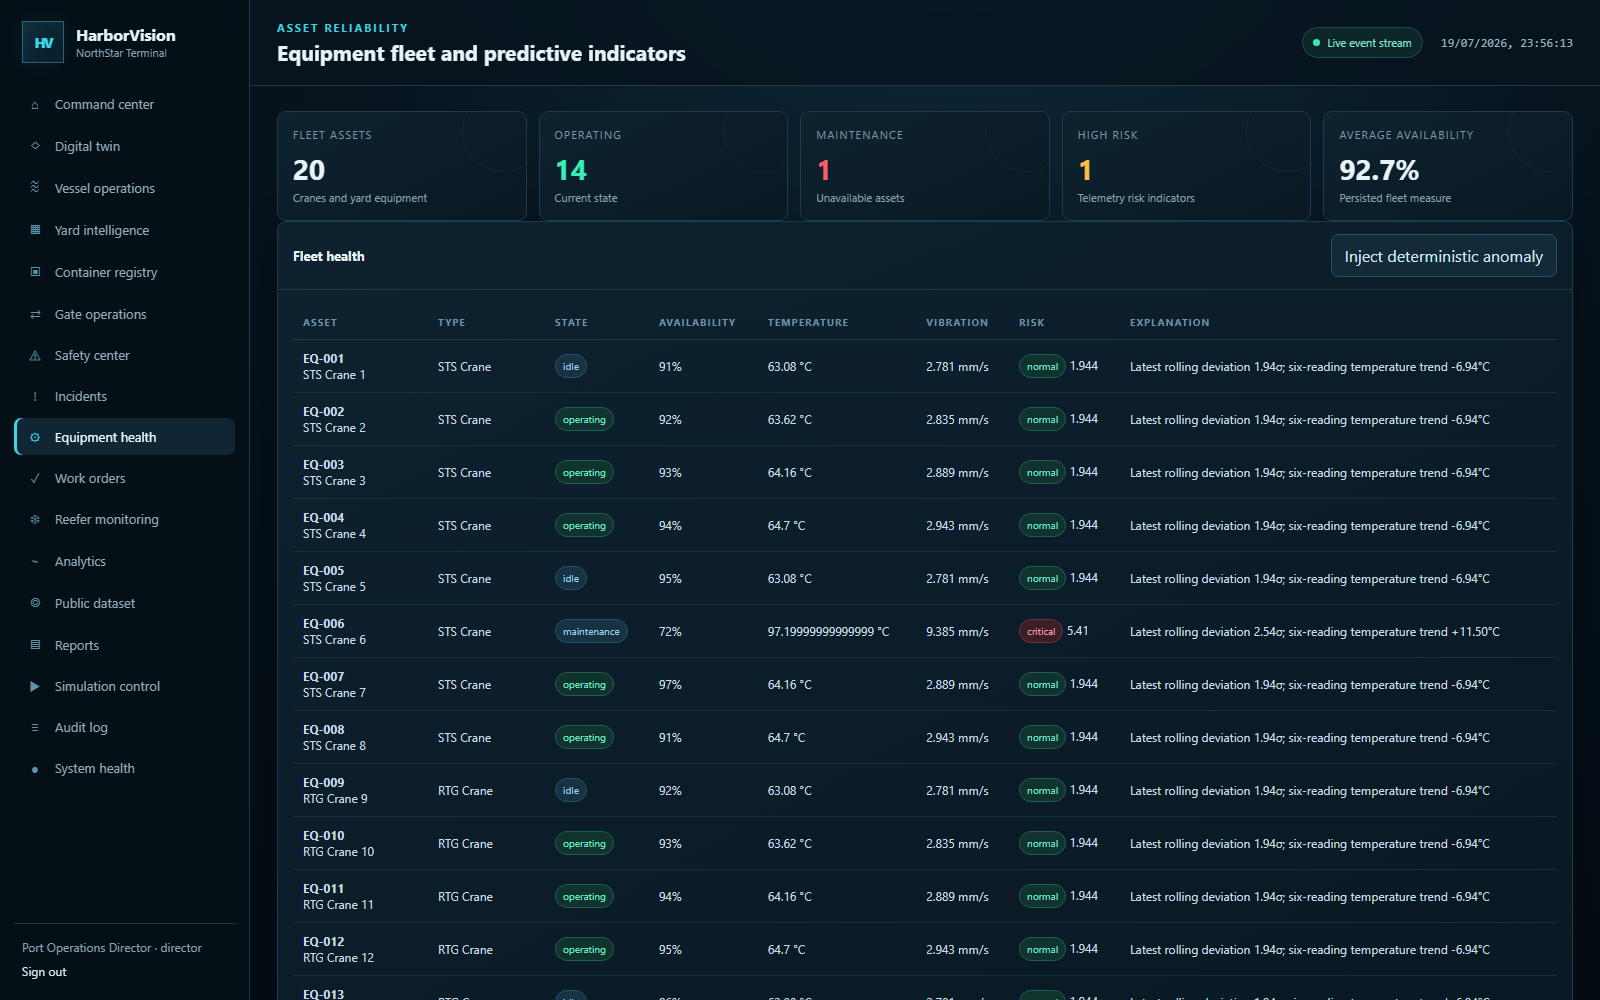 HV
HarborVision
NorthStar Terminal
Command center
Digital twin
Vessel operations
Yard intelligence
Container registry
Gate operations
Safety center
Incidents
Equipment health
Work orders
Reefer monitoring
Analytics
Public dataset
Reports
Simulation control
Audit log
System health
Port Operations Director · director
Sign out
ASSET RELIABILITY
Equipment fleet and predictive indicators
Live event stream
19/07/2026, 23:56:13
FLEET ASSETS
20
Cranes and yard equipment
OPERATING
14
Current state
MAINTENANCE
1
Unavailable assets
HIGH RISK
1
Telemetry risk indicators
AVERAGE AVAILABILITY
92.7%
Persisted fleet measure
Fleet health
Inject deterministic anomaly
ASSET TYPE STATE AVAILABILITY TEMPERATURE VIBRATION RISK EXPLANATION
EQ-001
STS Crane 1 STS Crane idle 91% 63.08 °C 2.781 mm/s normal 1.944 Latest rolling deviation 1.94σ; six-reading temperature trend -6.94°C
EQ-002
STS Crane 2 STS Crane operating 92% 63.62 °C 2.835 mm/s normal 1.944 Latest rolling deviation 1.94σ; six-reading temperature trend -6.94°C
EQ-003
STS Crane 3 STS Crane operating 93% 64.16 °C 2.889 mm/s normal 1.944 Latest rolling deviation 1.94σ; six-reading temperature trend -6.94°C
EQ-004
STS Crane 4 STS Crane operating 94% 64.7 °C 2.943 mm/s normal 1.944 Latest rolling deviation 1.94σ; six-reading temperature trend -6.94°C
EQ-005
STS Crane 5 STS Crane idle 95% 63.08 °C 2.781 mm/s normal 1.944 Latest rolling deviation 1.94σ; six-reading temperature trend -6.94°C
EQ-006
STS Crane 6 STS Crane maintenance 72% 97.19999999999999 °C 9.385 mm/s critical 5.41 Latest rolling deviation 2.54σ; six-reading temperature trend +11.50°C
EQ-007
STS Crane 7 STS Crane operating 97% 64.16 °C 2.889 mm/s normal 1.944 Latest rolling deviation 1.94σ; six-reading temperature trend -6.94°C
EQ-008
STS Crane 8 STS Crane operating 91% 64.7 °C 2.943 mm/s normal 1.944 Latest rolling deviation 1.94σ; six-reading temperature trend -6.94°C
EQ-009
RTG Crane 9 RTG Crane idle 92% 63.08 °C 2.781 mm/s normal 1.944 Latest rolling deviation 1.94σ; six-reading temperature trend -6.94°C
EQ-010
RTG Crane 10 RTG Crane operating 93% 63.62 °C 2.835 mm/s normal 1.944 Latest rolling deviation 1.94σ; six-reading temperature trend -6.94°C
EQ-011
RTG Crane 11 RTG Crane operating 94% 64.16 °C 2.889 mm/s normal 1.944 Latest rolling deviation 1.94σ; six-reading temperature trend -6.94°C
EQ-012
RTG Crane 12 RTG Crane operating 95% 64.7 °C 2.943 mm/s normal 1.944 Latest rolling deviation 1.94σ; six-reading temperature trend -6.94°C
EQ-013